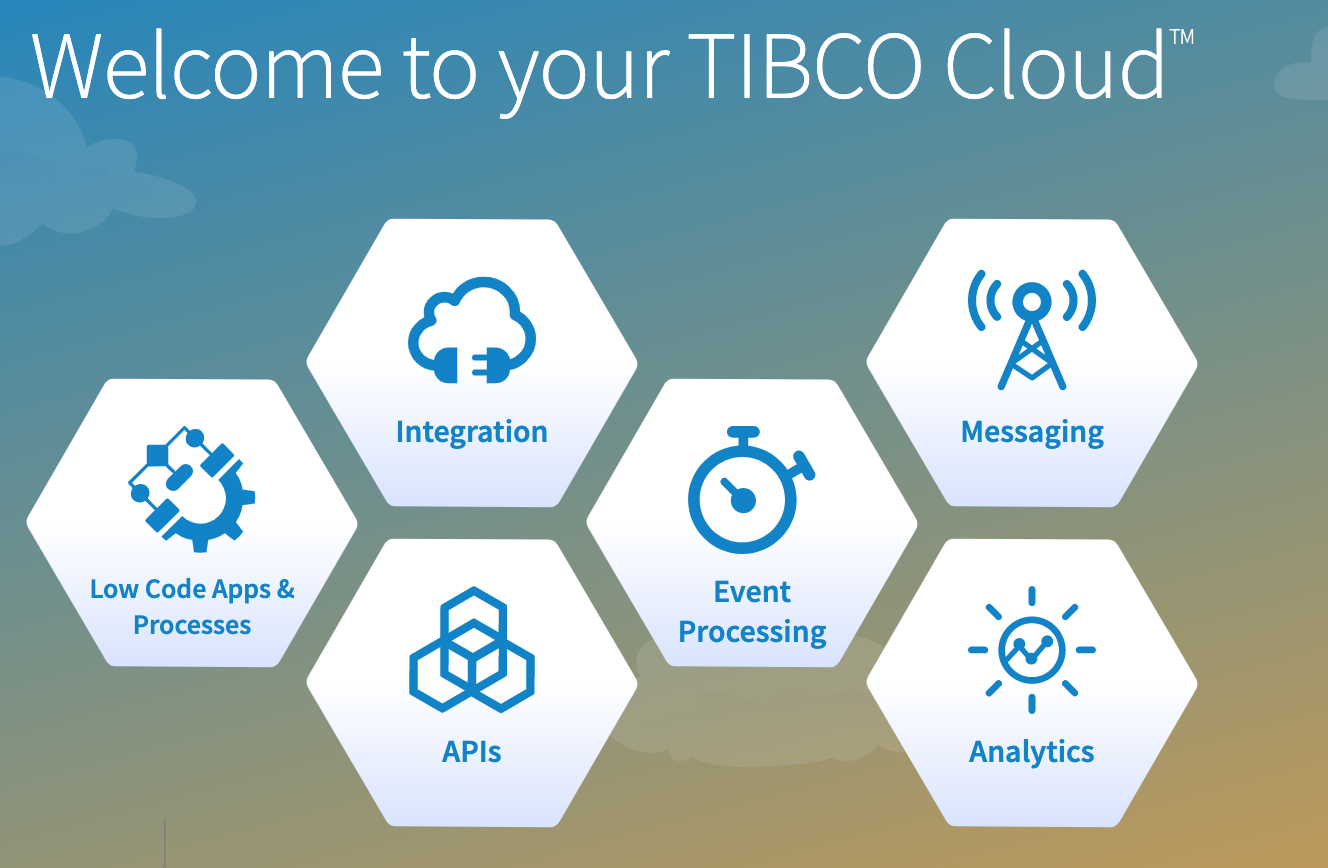 Welcome to your TIBCO Cloud™
Integration
Messaging
Low Code Apps &
Processes
Event
Processing
APIs
Analytics